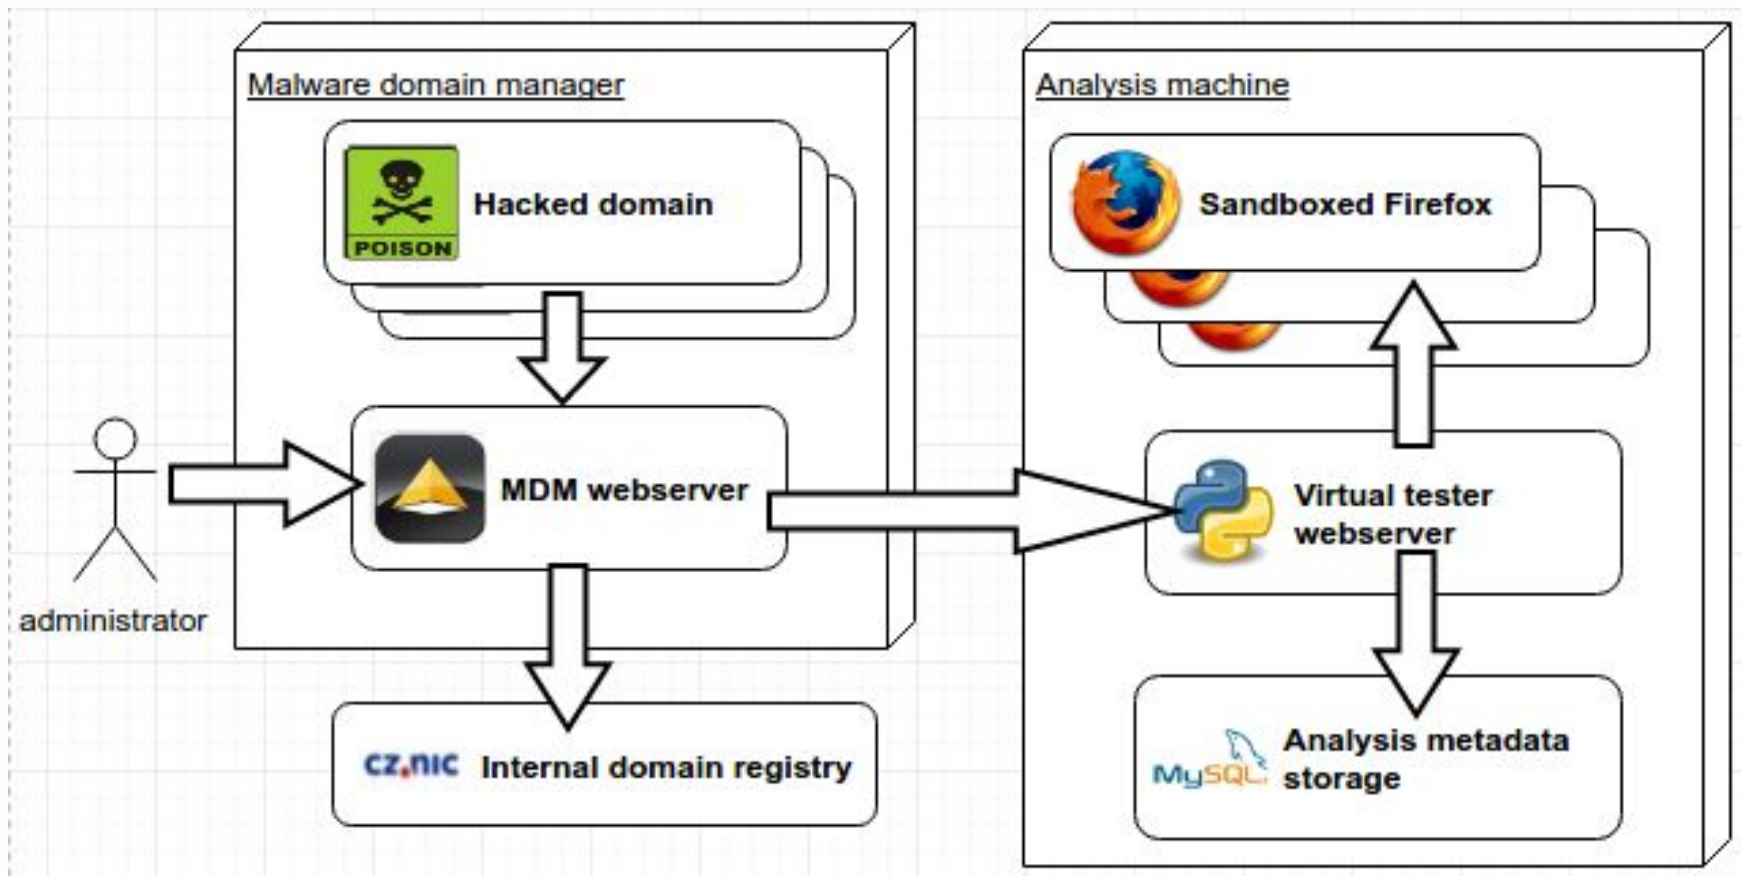 Malware domain manager
POISON
Hacked domain
MDM webserver
administrator
cz.nic Internal domain registry
Analysis machine
Sandboxed Firefox
Virtual tester
webserver
MySQL
Analysis metadata
storage